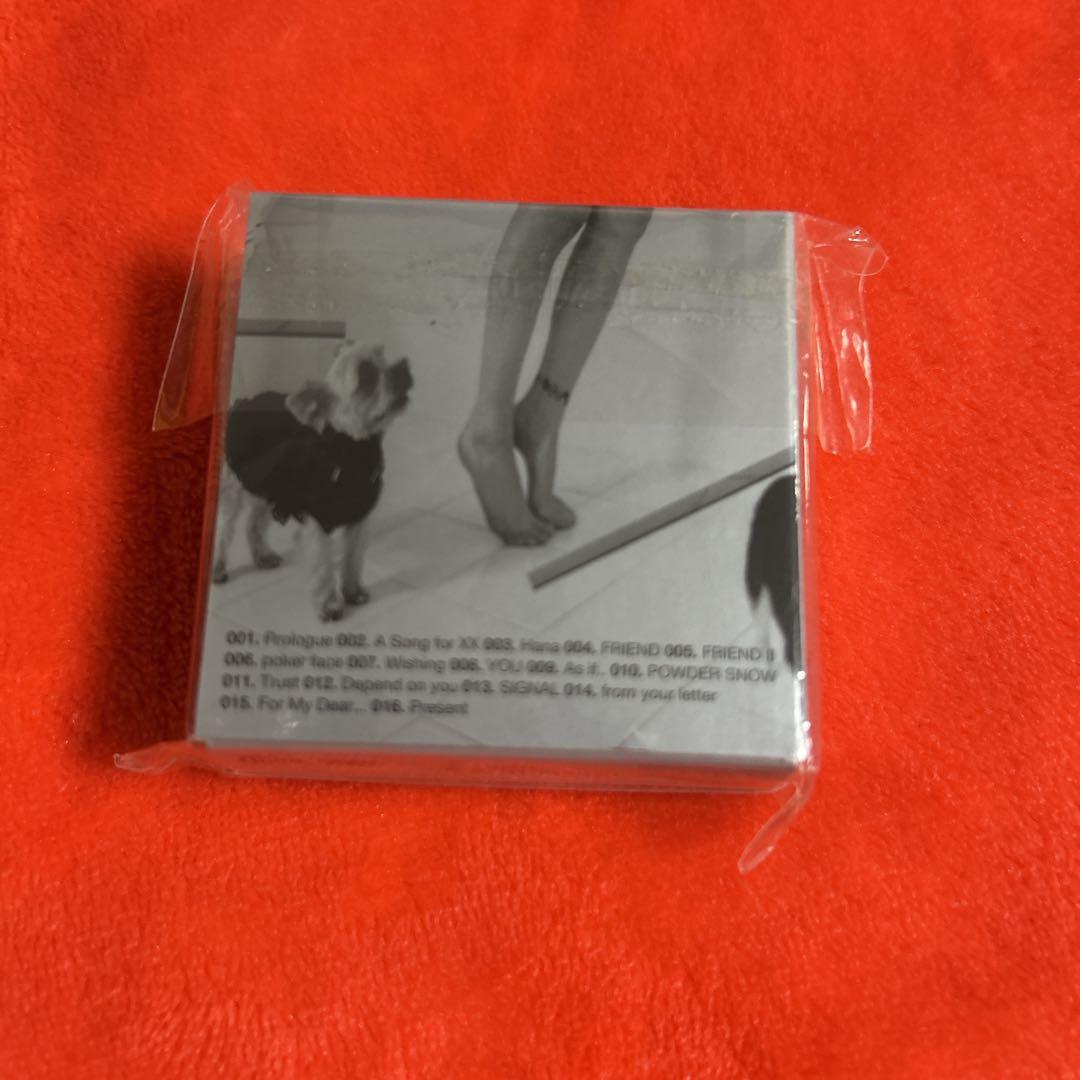 001. Prologue 002. A Song for XX 003. Hana 004. FRIEND 005. FRIEND II
006. poker face 007. Wishing 008. YOU 009. As if.. 010. POWDER SNOW
011. Trust 012. Depend on you 013. SIGNAL 014. from your letter
015. For My Dear... 016. Present